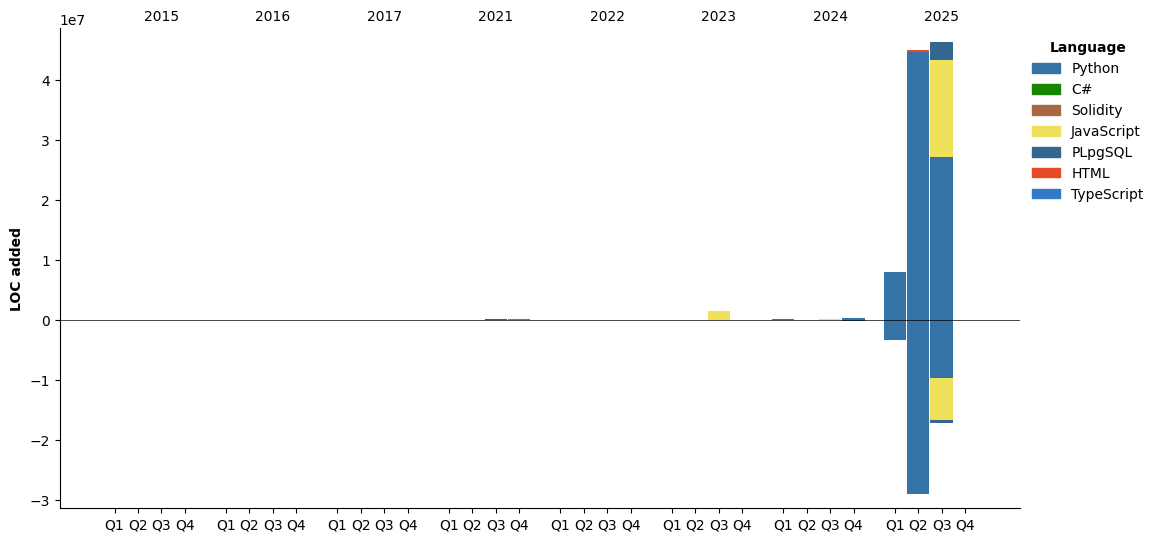 2015 2016 2017 2021 2022 2023 2024 2025
1e7
Language
Python
C#
Solidity
JavaScript
PLpgSQL
HTML
TypeScript
LOC added
4
3
2
1
0
−1
−2
−3
Q1 Q2 Q3 Q4 Q1 Q2 Q3 Q4 Q1 Q2 Q3 Q4 Q1 Q2 Q3 Q4 Q1 Q2 Q3 Q4 Q1 Q2 Q3 Q4 Q1 Q2 Q3 Q4 Q1 Q2 Q3 Q4